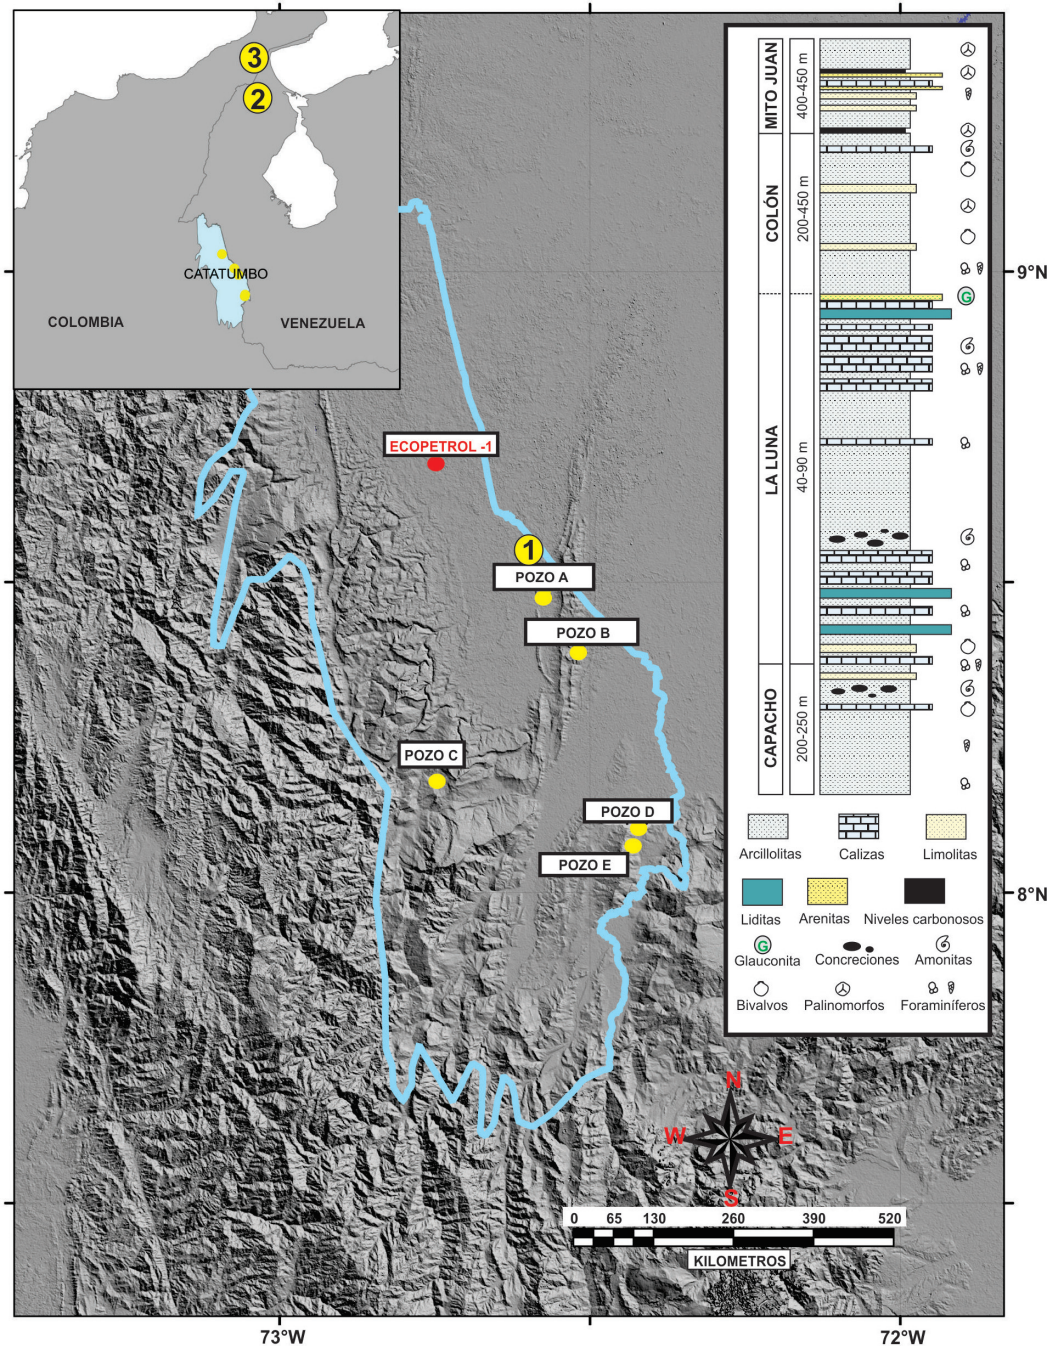 3
2
CATATUMBO
COLOMBIA
VENEZUELA
ECOPETROL -1
1
POZO A
POZO B
POZO C
POZO D
POZO E
MITO JUAN
400-450 m
COLÓN
200-450 m
LA LUNA
40-90 m
CAPACHO
200-250 m
G
Arcillolitas Calizas Limolitas
Liditas Arenitas Niveles carbonosos
G
Glauconita Concreciones Amonitas
Bivalvos Palinomorfos Foraminíferos
9°N
8°N
N
W E
S
0 65 130 260 390 520
KILOMETROS
73°W 72°W